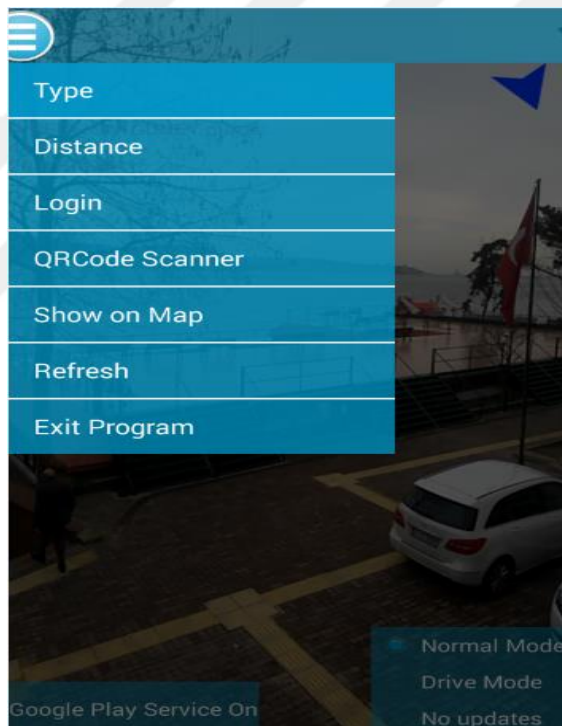 Type
Distance
Login
QRCode Scanner
Show on Map
Refresh
Exit Program
Normal Mode
Drive Mode
Google Play Service On
No updates